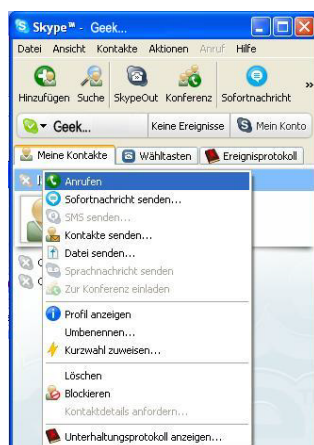 Skype™ - Geek...
Datei Ansicht Kontakte Aktionen Anruf Hilfe
Hinzufügen Suche SkypeOut Konferenz Sofortnachricht »
Geek... Keine Ereignisse Mein Konto
Meine Kontakte Wähltasten Ereignisprotokoll
Anrufen
Sofortnachricht senden...
SMS senden...
Kontakte senden...
Datei senden...
Sprachnachricht senden
Zur Konferenz einladen
Profil anzeigen
Umbenennen...
Kurzwahl zuweisen...
Löschen
Blockieren
Kontaktdetails anfordern...
Unterhaltungsprotokoll anzeigen...